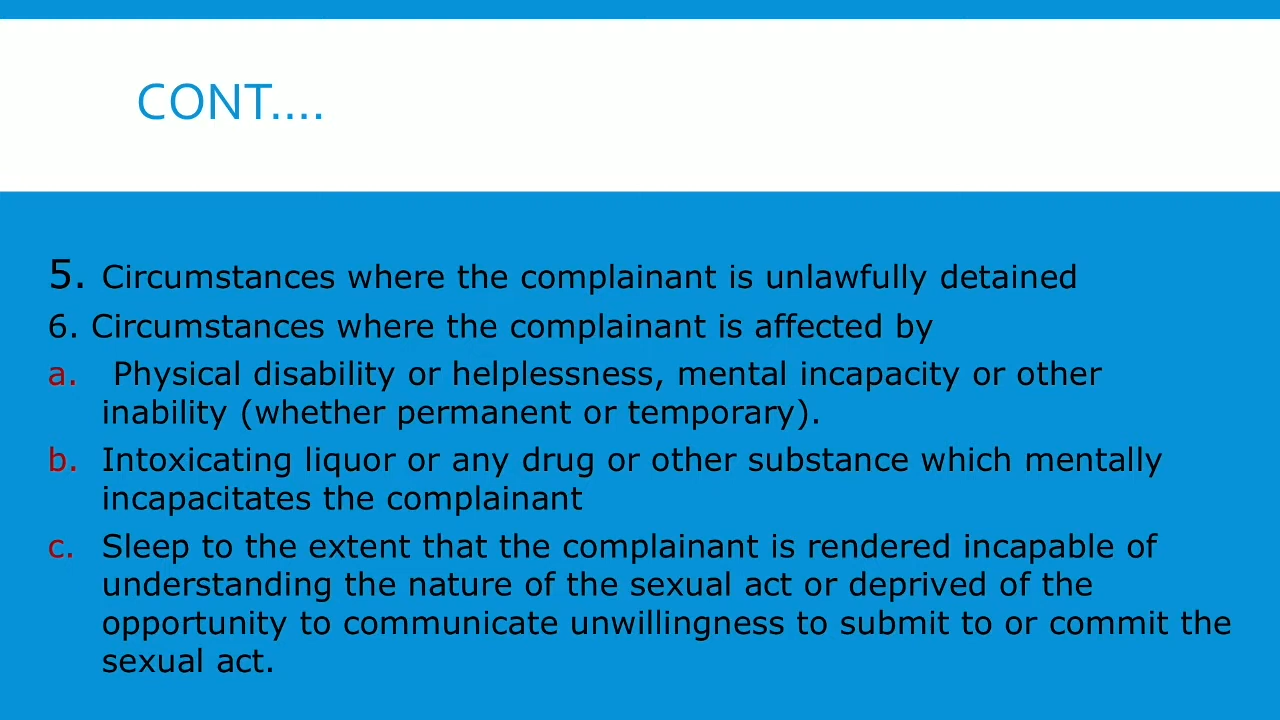 CONT....
5. Circumstances where the complainant is unlawfully detained
6. Circumstances where the complainant is affected by
a. Physical disability or helplessness, mental incapacity or other
inability (whether permanent or temporary).
b. Intoxicating liquor or any drug or other substance which mentally
incapacitates the complainant
c. Sleep to the extent that the complainant is rendered incapable of
understanding the nature of the sexual act or deprived of the
opportunity to communicate unwillingness to submit to or commit the
sexual act.